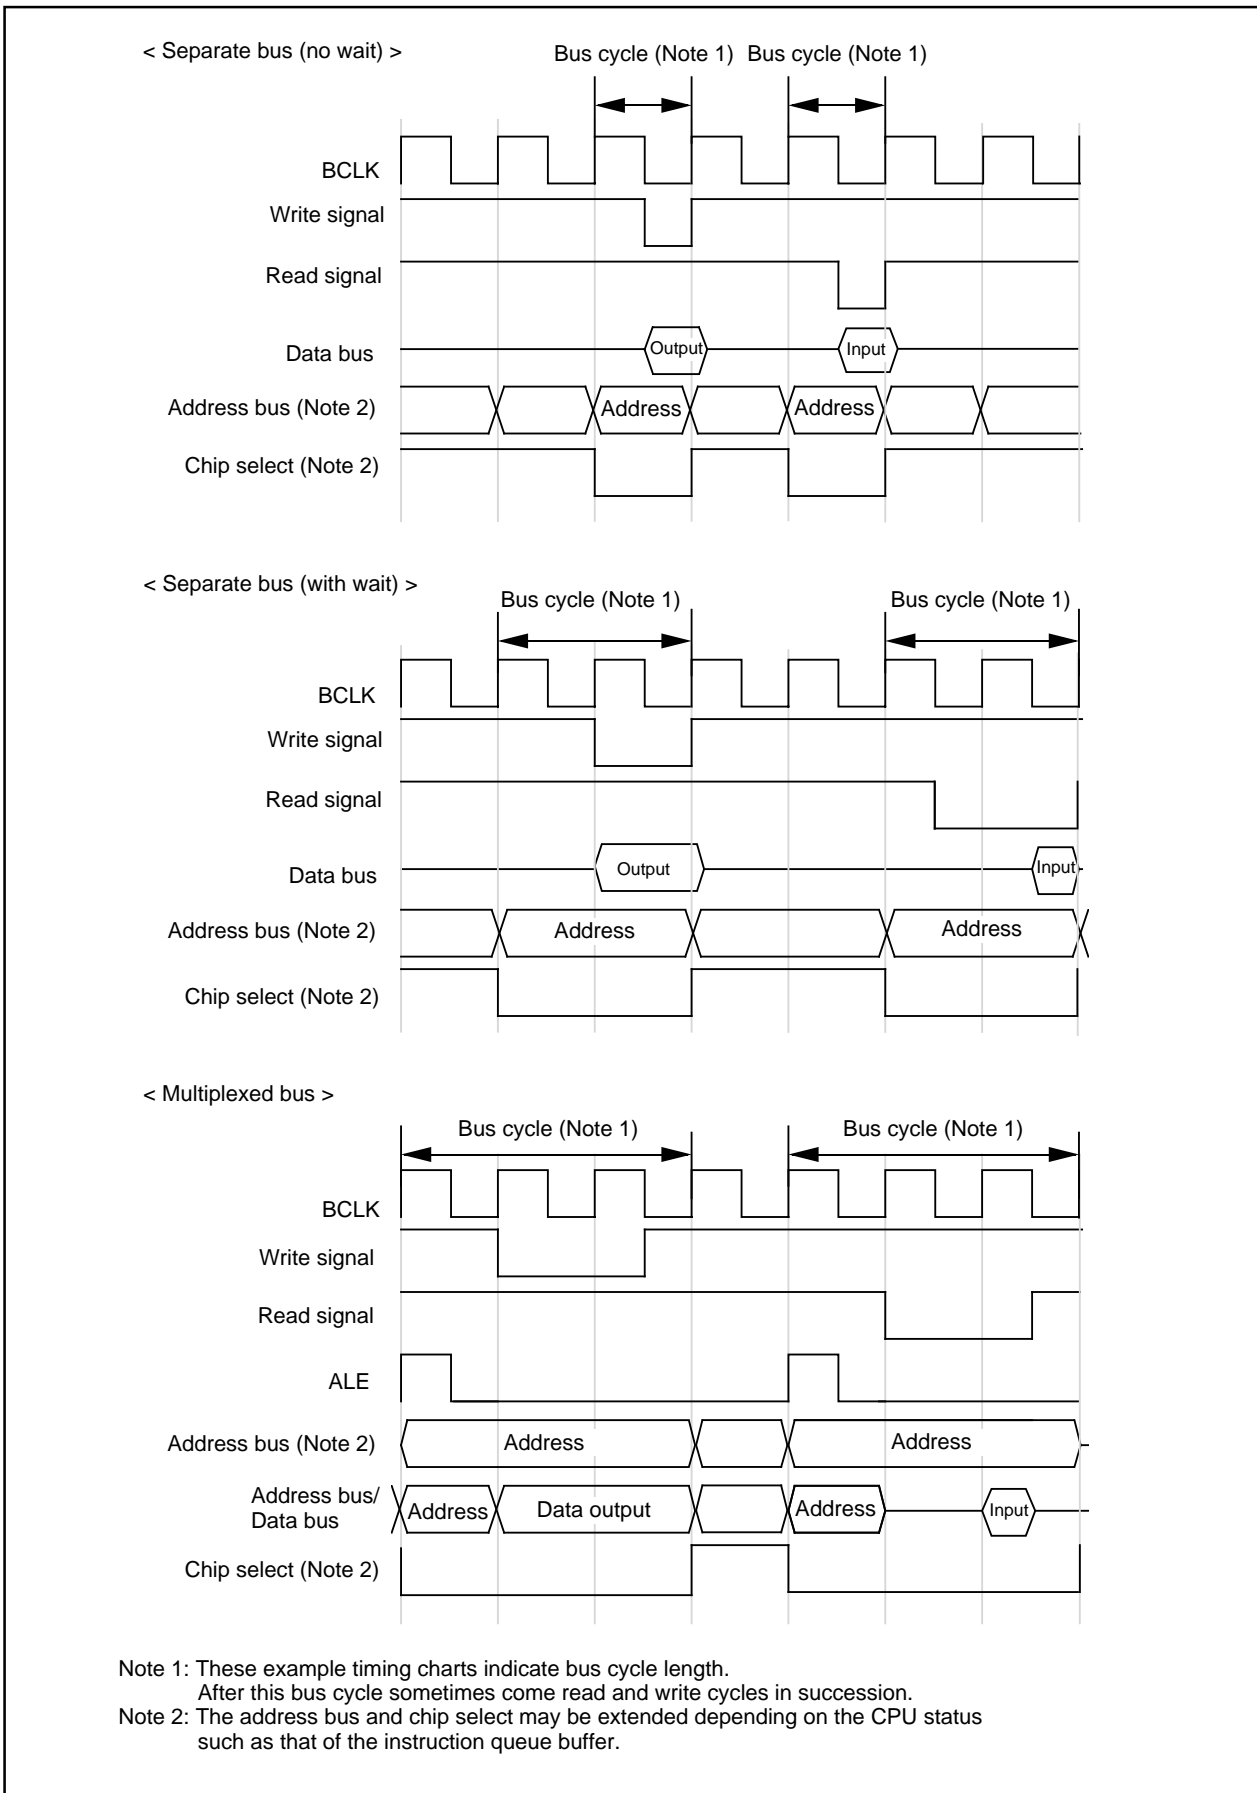 < Separate bus (no wait) >
Bus cycle (Note 1) Bus cycle (Note 1)
BCLK
Write signal
Read signal
Data bus
Output
Input
Address bus (Note 2)
Address
Address
Chip select (Note 2)
< Separate bus (with wait) >
Bus cycle (Note 1)
Bus cycle (Note 1)
BCLK
Write signal
Read signal
Data bus
Output
Input
Address bus (Note 2)
Address
Address
Chip select (Note 2)
< Multiplexed bus >
Bus cycle (Note 1)
Bus cycle (Note 1)
BCLK
Write signal
Read signal
ALE
Address bus (Note 2)
Address
Address
Address bus/
Data bus
Address
Data output
Address
Input
Chip select (Note 2)
Note 1: These example timing charts indicate bus cycle length.
After this bus cycle sometimes come read and write cycles in succession.
Note 2: The address bus and chip select may be extended depending on the CPU status
such as that of the instruction queue buffer.